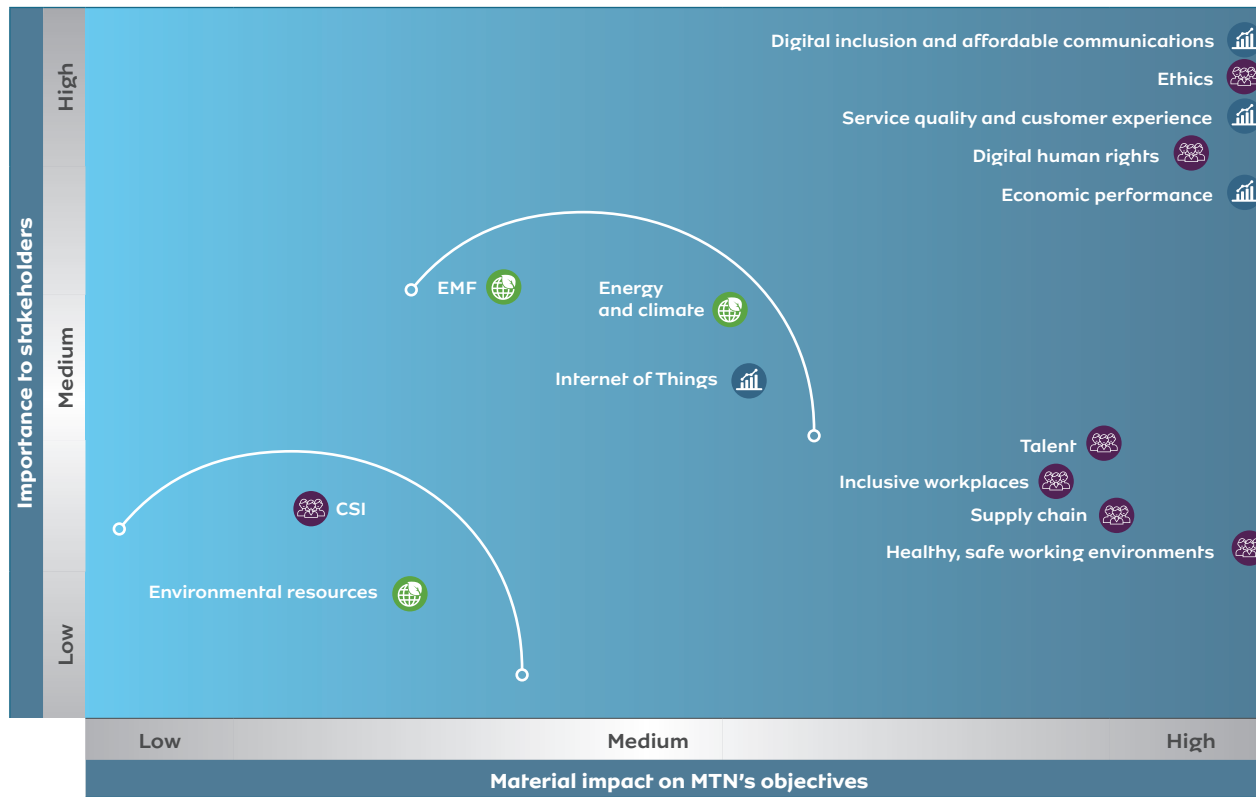 Importance to stakeholders
High
Medium
Low
Digital inclusion and affordable communications
Ethics
Service quality and customer experience
Digital human rights
Economic performance
EMF
Energy
and climate
Internet of Things
Talent
Inclusive workplaces
Supply chain
Healthy, safe working environments
CSI
Environmental resources
Low
Medium
High
Material impact on MTN's objectives